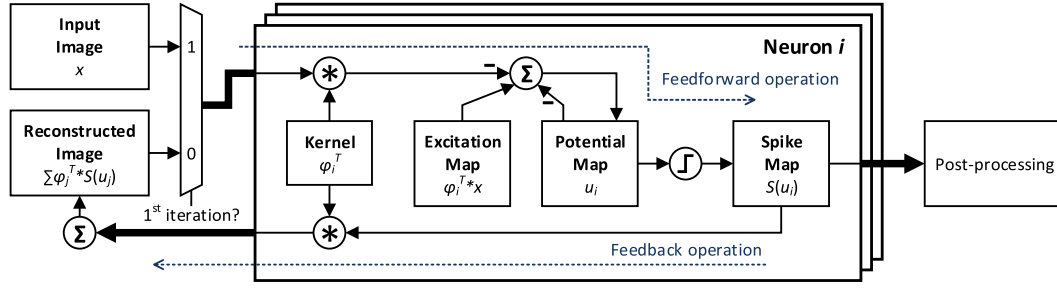 Input
Image
x
1
Reconstructed
Image
∑φⱼᵀ*S(uⱼ)
0
1st iteration?
Σ
Neuron i
Feedforward operation
*
–
Σ
–
Kernel
φᵢᵀ
Excitation
Map
φᵢᵀ*x
Potential
Map
uᵢ
Spike
Map
S(uᵢ)
*
Feedback operation
Post-processing